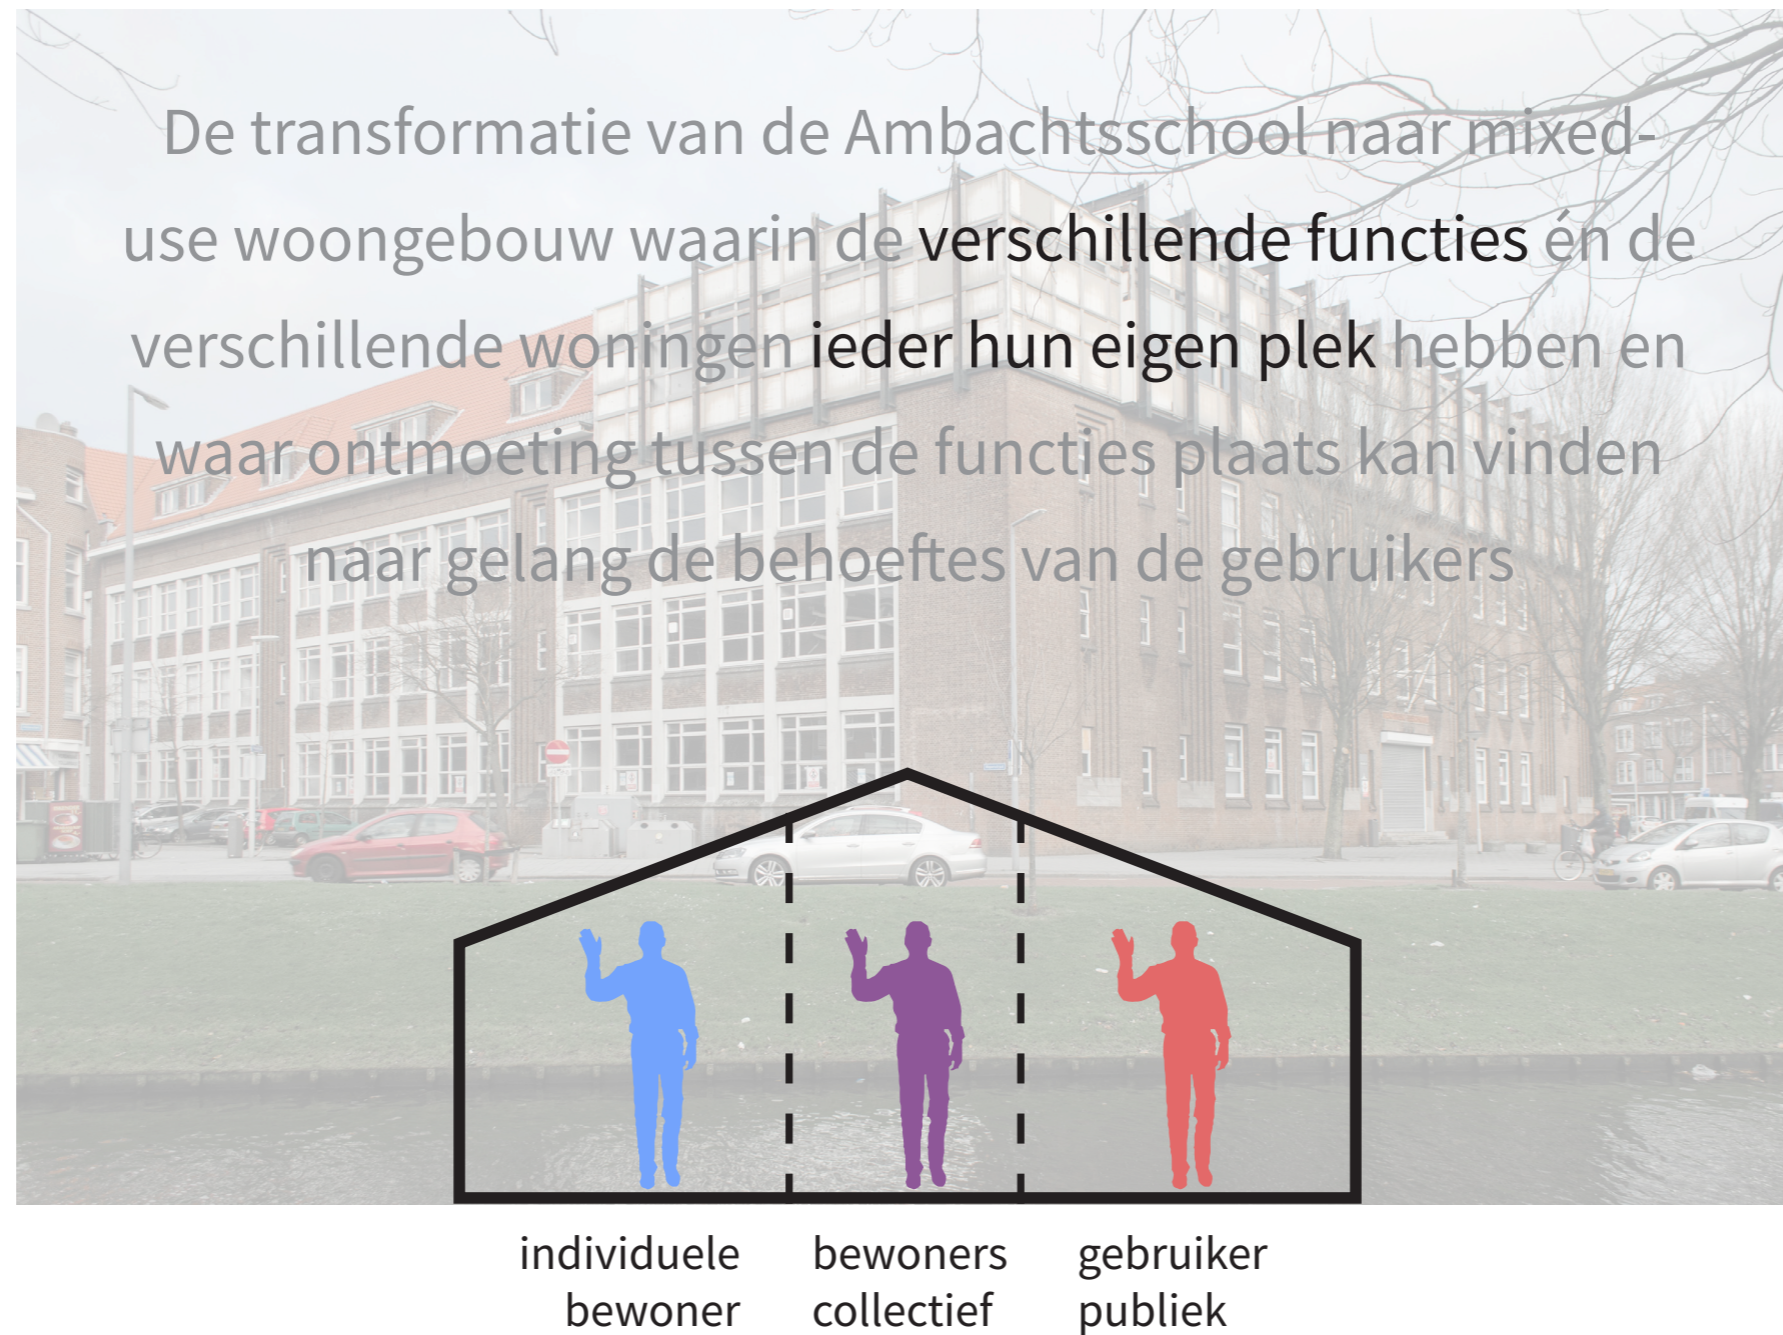 De transformatie van de Ambachtsschool naar mixed-
use woongebouw waarin de verschillende functies én de
verschillende woningen ieder hun eigen plek hebben en
waar ontmoeting tussen de functies plaats kan vinden
naar gelang de behoeftes van de gebruikers
individuele bewoners gebruiker
bewoner collectief publiek